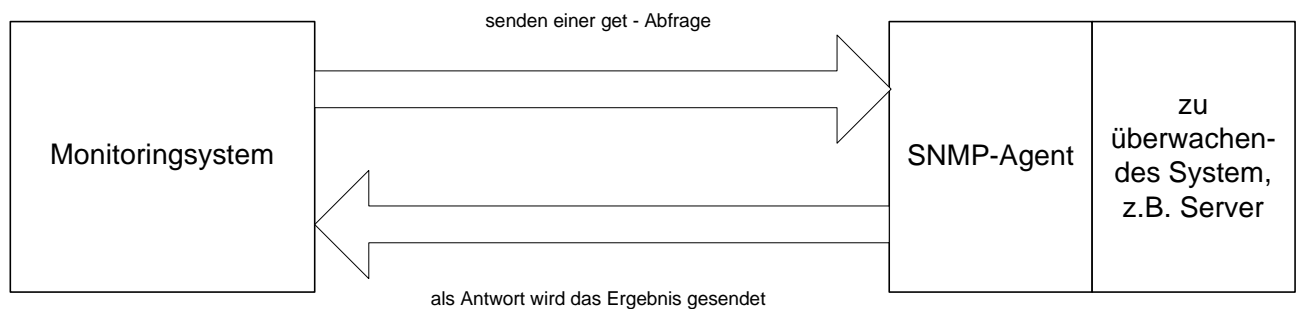 senden einer get - Abfrage
Monitoringsystem
SNMP-Agent
zu
überwachen-
des System,
z.B. Server
als Antwort wird das Ergebnis gesendet